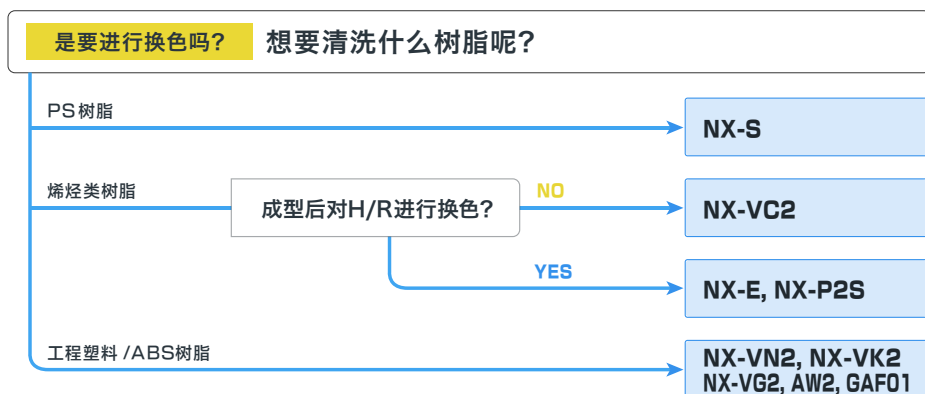 是要进行换色吗? 想要清洗什么树脂呢?
PS树脂
NX-S
烯烃类树脂
成型后对H/R进行换色?
NO
NX-VC2
YES
NX-E, NX-P2S
工程塑料 /ABS树脂
NX-VN2, NX-VK2
NX-VG2, AW2, GAF01